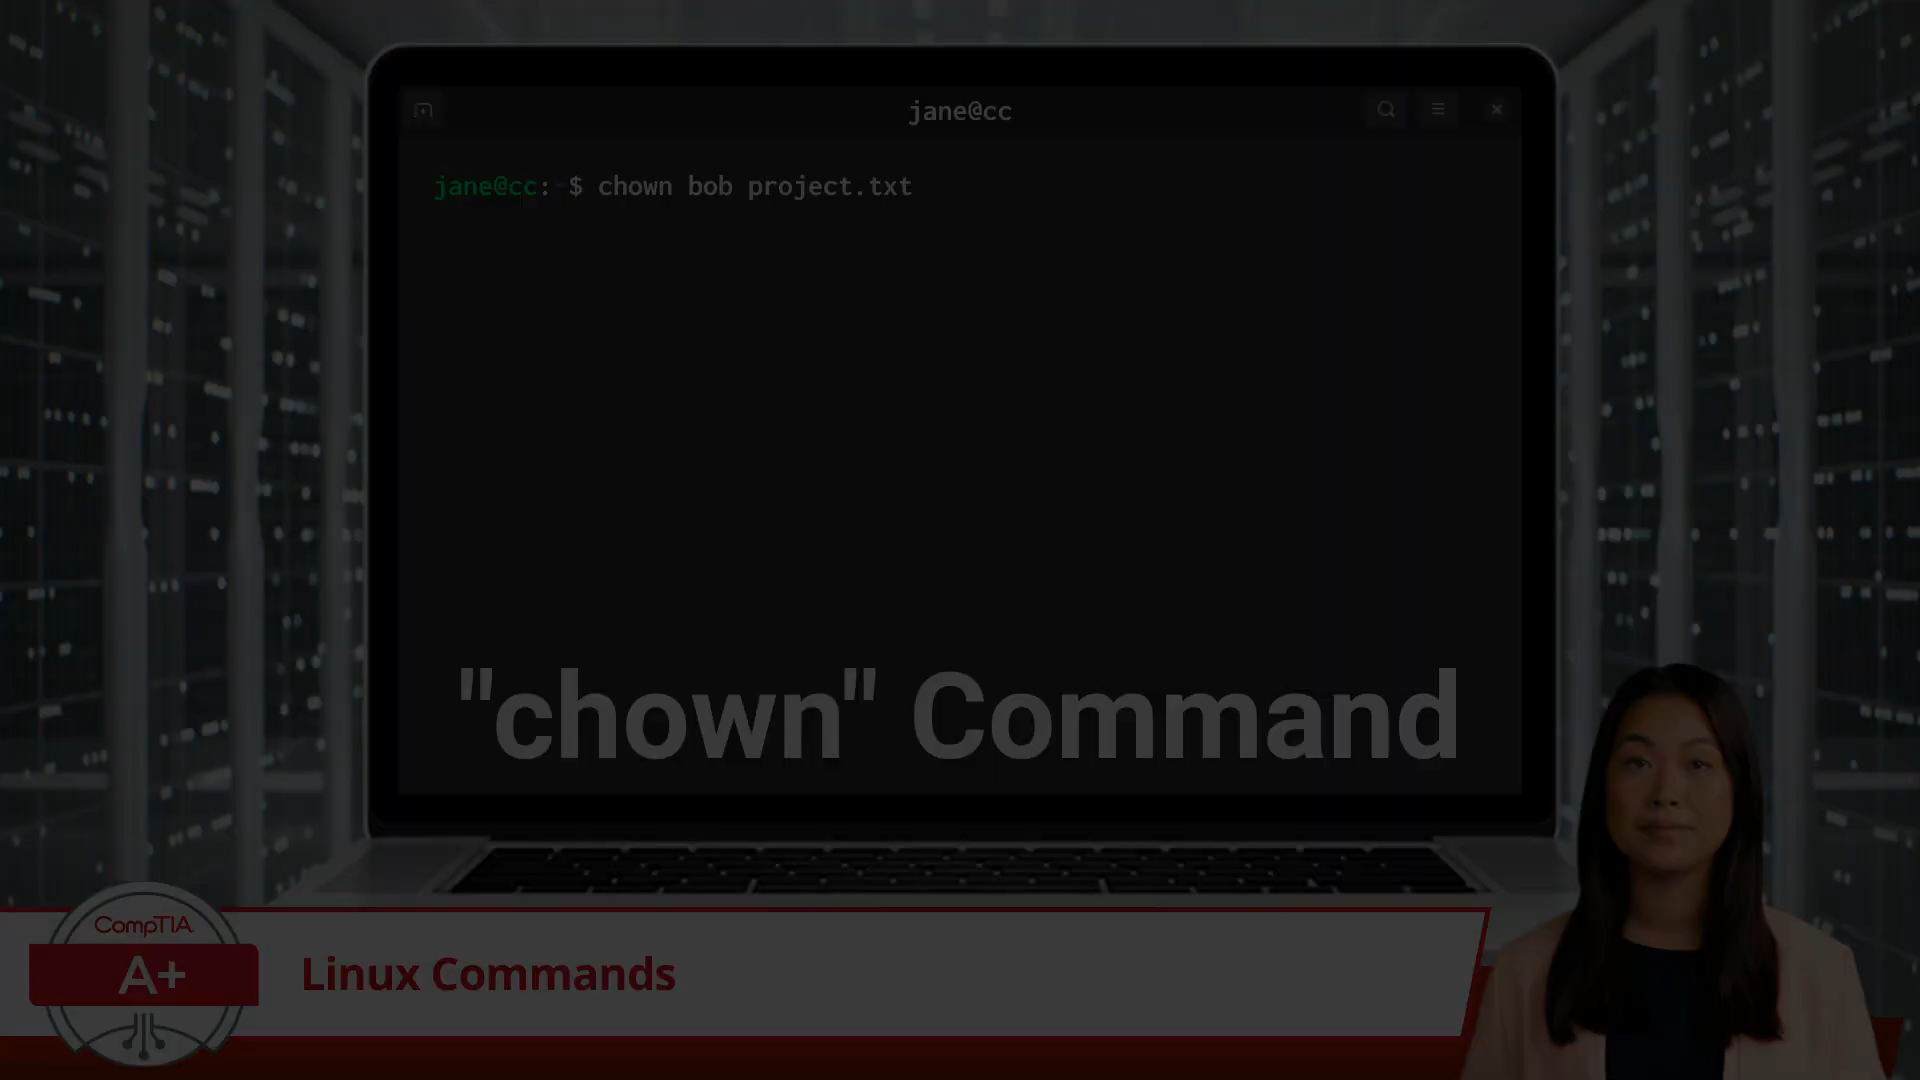 jane@cc
jane@cc:~$ chown bob project.txt
"chown" Command
CompTIA
A+
Linux Commands